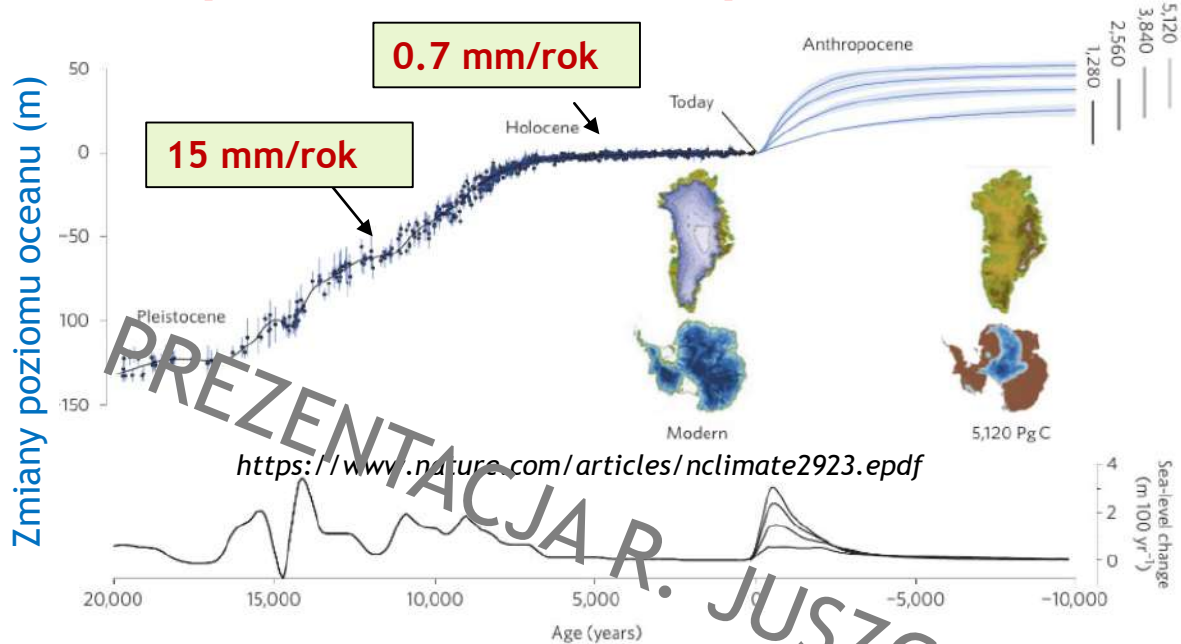 0.7 mm/rok
15 mm/rok
Anthropocene
1,280
2,560
3,840
5,120
Today
Holocene
Pleistocene
Zmiany poziomu oceanu (m)
50
0
-50
100
-150
Modern
5,120 Pg C
https://www.nature.com/articles/nclimate2923.epdf
PREZENTACJA R.
4
2
0
Sea-level change
(m 100 yr⁻¹)
20,000
15,000
10,000
5,000
0
-5,000
-10,000
Age (years)